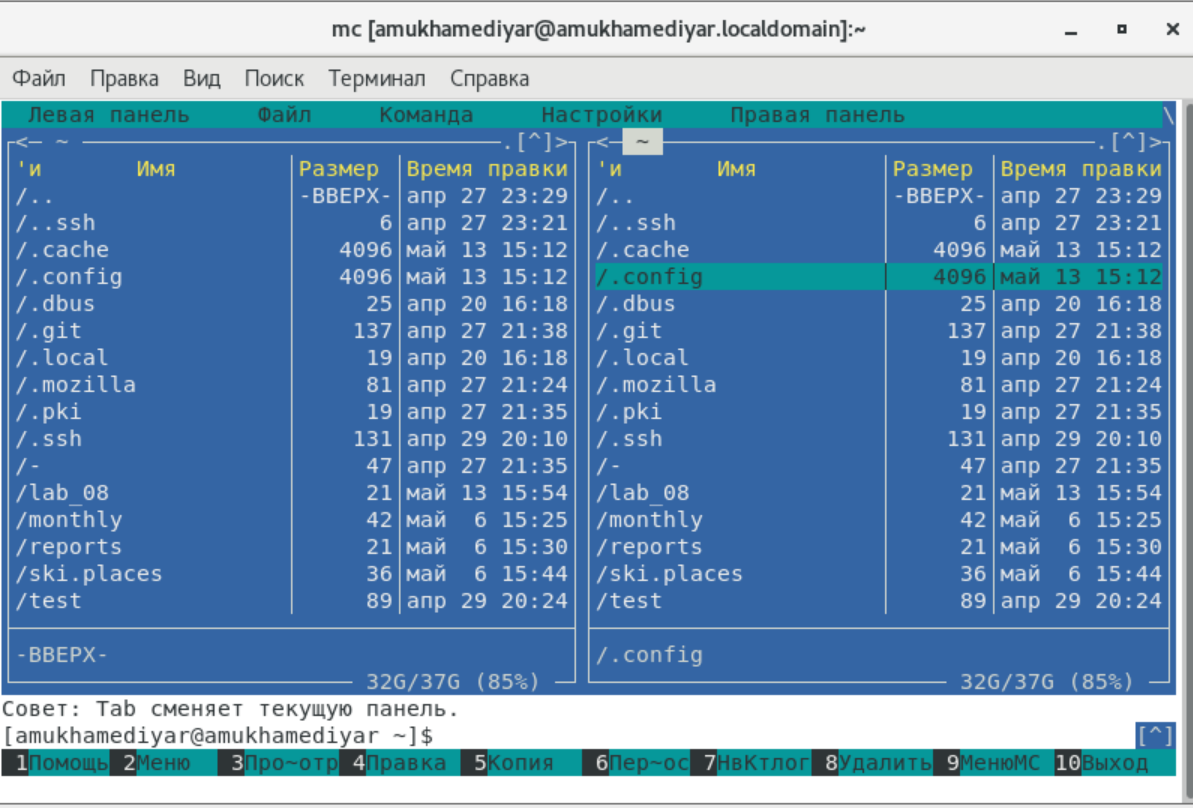 mc [amukhamediyar@amukhamediyar.localdomain]:~
Файл Правка Вид Поиск Терминал Справка
Левая панель Файл Команда Настройки Правая панель \
<— ~ .[^]> <— ~ .[^]>
'и Имя Размер Время правки 'и Имя Размер Время правки
/.. -ВВЕРХ- апр 27 23:29 /.. -ВВЕРХ- апр 27 23:29
/..ssh 6 апр 27 23:21 /..ssh 6 апр 27 23:21
/.cache 4096 май 13 15:12 /.cache 4096 май 13 15:12
/.config 4096 май 13 15:12 /.config 4096 май 13 15:12
/.dbus 25 апр 20 16:18 /.dbus 25 апр 20 16:18
/.git 137 апр 27 21:38 /.git 137 апр 27 21:38
/.local 19 апр 20 16:18 /.local 19 апр 20 16:18
/.mozilla 81 апр 27 21:24 /.mozilla 81 апр 27 21:24
/.pki 19 апр 27 21:35 /.pki 19 апр 27 21:35
/.ssh 131 апр 29 20:10 /.ssh 131 апр 29 20:10
/- 47 апр 27 21:35 /- 47 апр 27 21:35
/lab_08 21 май 13 15:54 /lab_08 21 май 13 15:54
/monthly 42 май 6 15:25 /monthly 42 май 6 15:25
/reports 21 май 6 15:30 /reports 21 май 6 15:30
/ski.places 36 май 6 15:44 /ski.places 36 май 6 15:44
/test 89 апр 29 20:24 /test 89 апр 29 20:24
-ВВЕРХ- /.config
32G/37G (85%) 32G/37G (85%)
Совет: Tab сменяет текущую панель.
[amukhamediyar@amukhamediyar ~]$ [^]
1Помощь 2Меню 3Про~отр 4Правка 5Копия 6Пер~ос 7НвКтлог 8Удалить 9МенюMC 10Выход